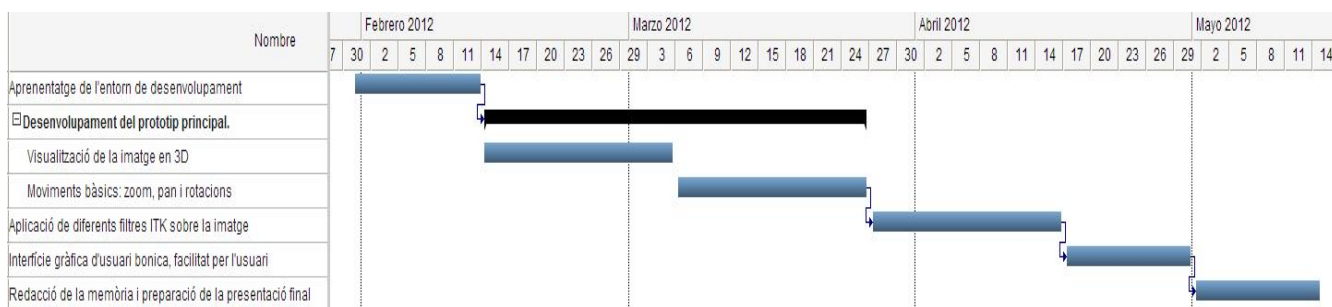 Nombre
Febrero 2012 Marzo 2012 Abril 2012 Mayo 2012
7 30 2 5 8 11 14 17 20 23 26 29 3 6 9 12 15 18 21 24 27 30 2 5 8 11 14 17 20 23 26 29 2 5 8 11 14
Aprenentatge de l'entorn de desenvolupament
Desenvolupament del prototip principal.
Visualització de la imatge en 3D
Moviments bàsics: zoom, pan i rotacions
Aplicació de diferents filtres ITK sobre la imatge
Interfície gràfica d'usuari bonica, facilitat per l'usuari
Redacció de la memòria i preparació de la presentació final